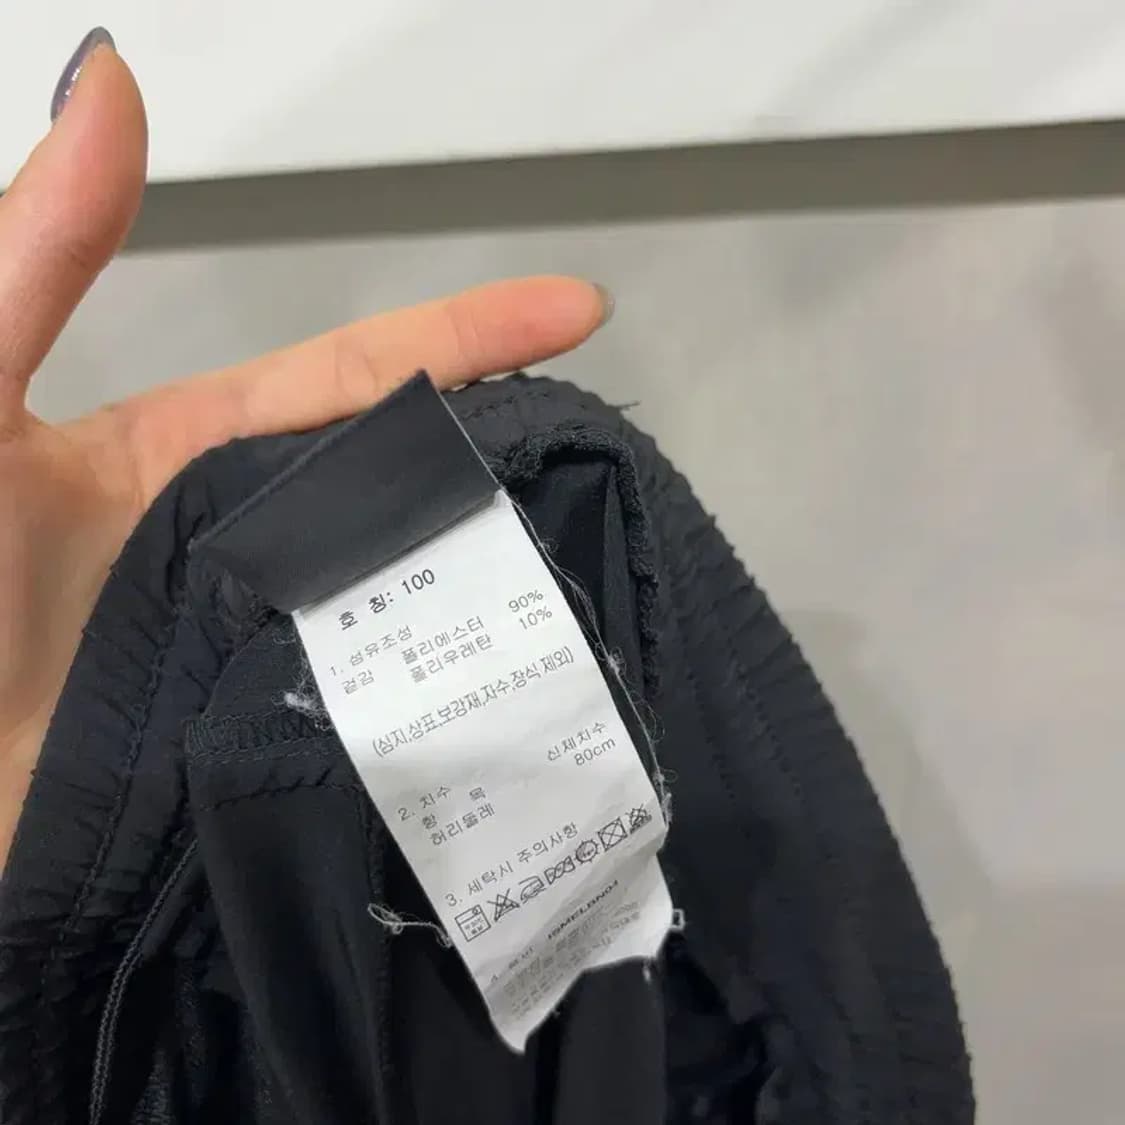 호 칭: 100
1. 섬유조성
겉감 폴리에스터 90%
폴리우레탄 10%
(심지,상표,보강재,자수,장식 제외)
2. 치수
항 목 신체치수
허리둘레 80cm
3. 세탁시 주의사항